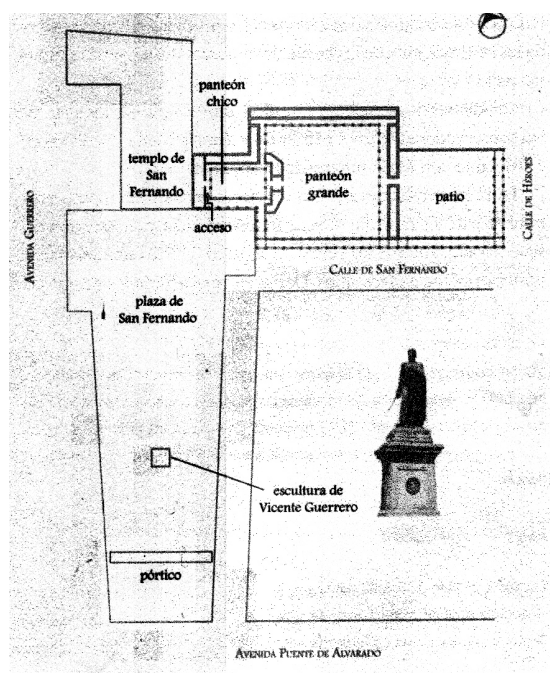 panteón
chico
templo de
San
Fernando
panteón
grande
patio
acceso
AVENIDA GUERRERO
CALLE DE HÉROES
CALLE DE SAN FERNANDO
plaza de
San Fernando
escultura de
Vicente Guerrero
pórtico
AVENIDA PUENTE DE ALVARADO